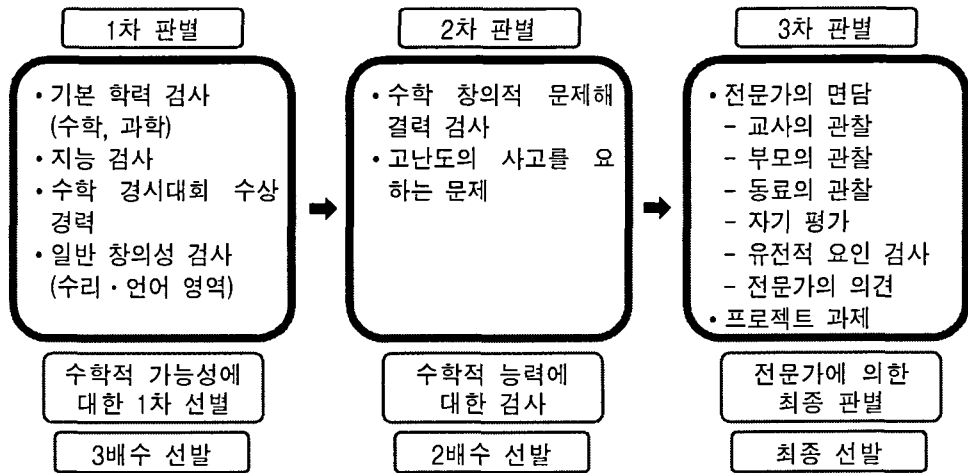 1차 판별
• 기본 학력 검사
(수학, 과학)
• 지능 검사
• 수학 경시대회 수상
경력
• 일반 창의성 검사
(수리 · 언어 영역)
수학적 가능성에
대한 1차 선별
3배수 선발
2차 판별
• 수학 창의적 문제해
결력 검사
• 고난도의 사고를 요
하는 문제
수학적 능력에
대한 검사
2배수 선발
3차 판별
• 전문가의 면담
- 교사의 관찰
- 부모의 관찰
- 동료의 관찰
- 자기 평가
- 유전적 요인 검사
- 전문가의 의견
• 프로젝트 과제
전문가에 의한
최종 판별
최종 선발